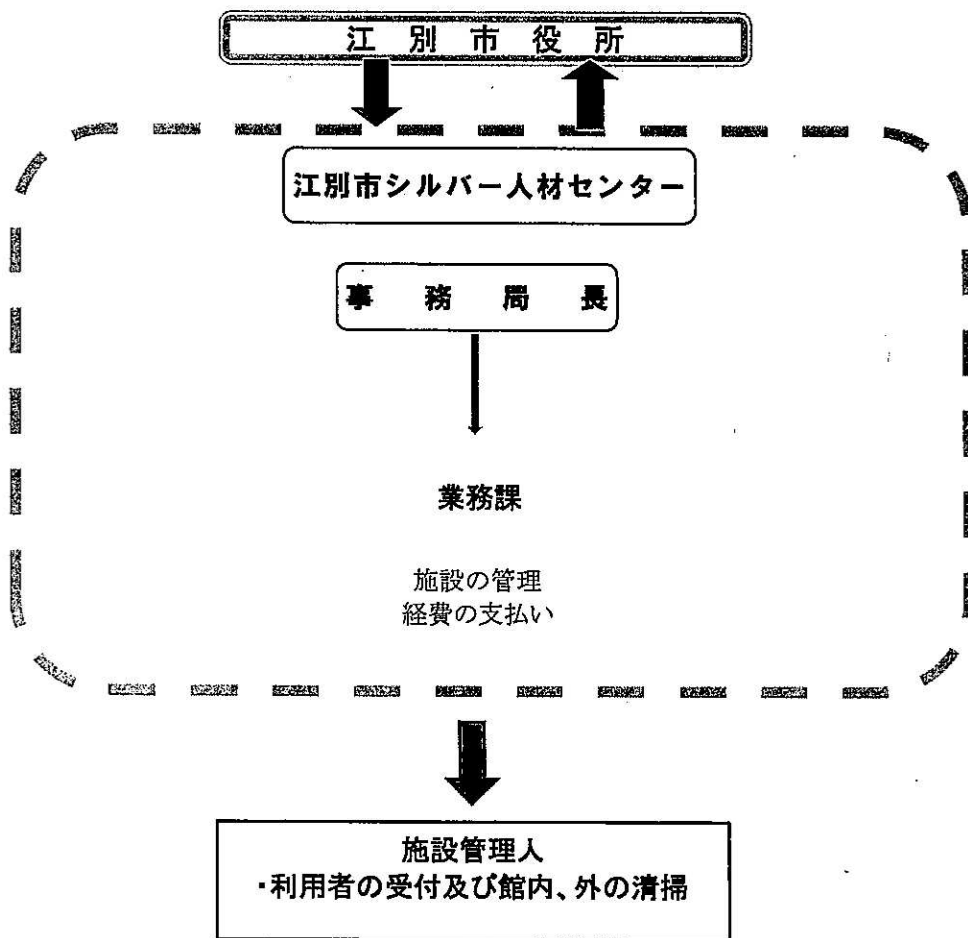 江別市役所
江別市シルバー人材センター
事務局長
業務課
施設の管理
経費の支払い
施設管理人
・利用者の受付及び館内、外の清掃